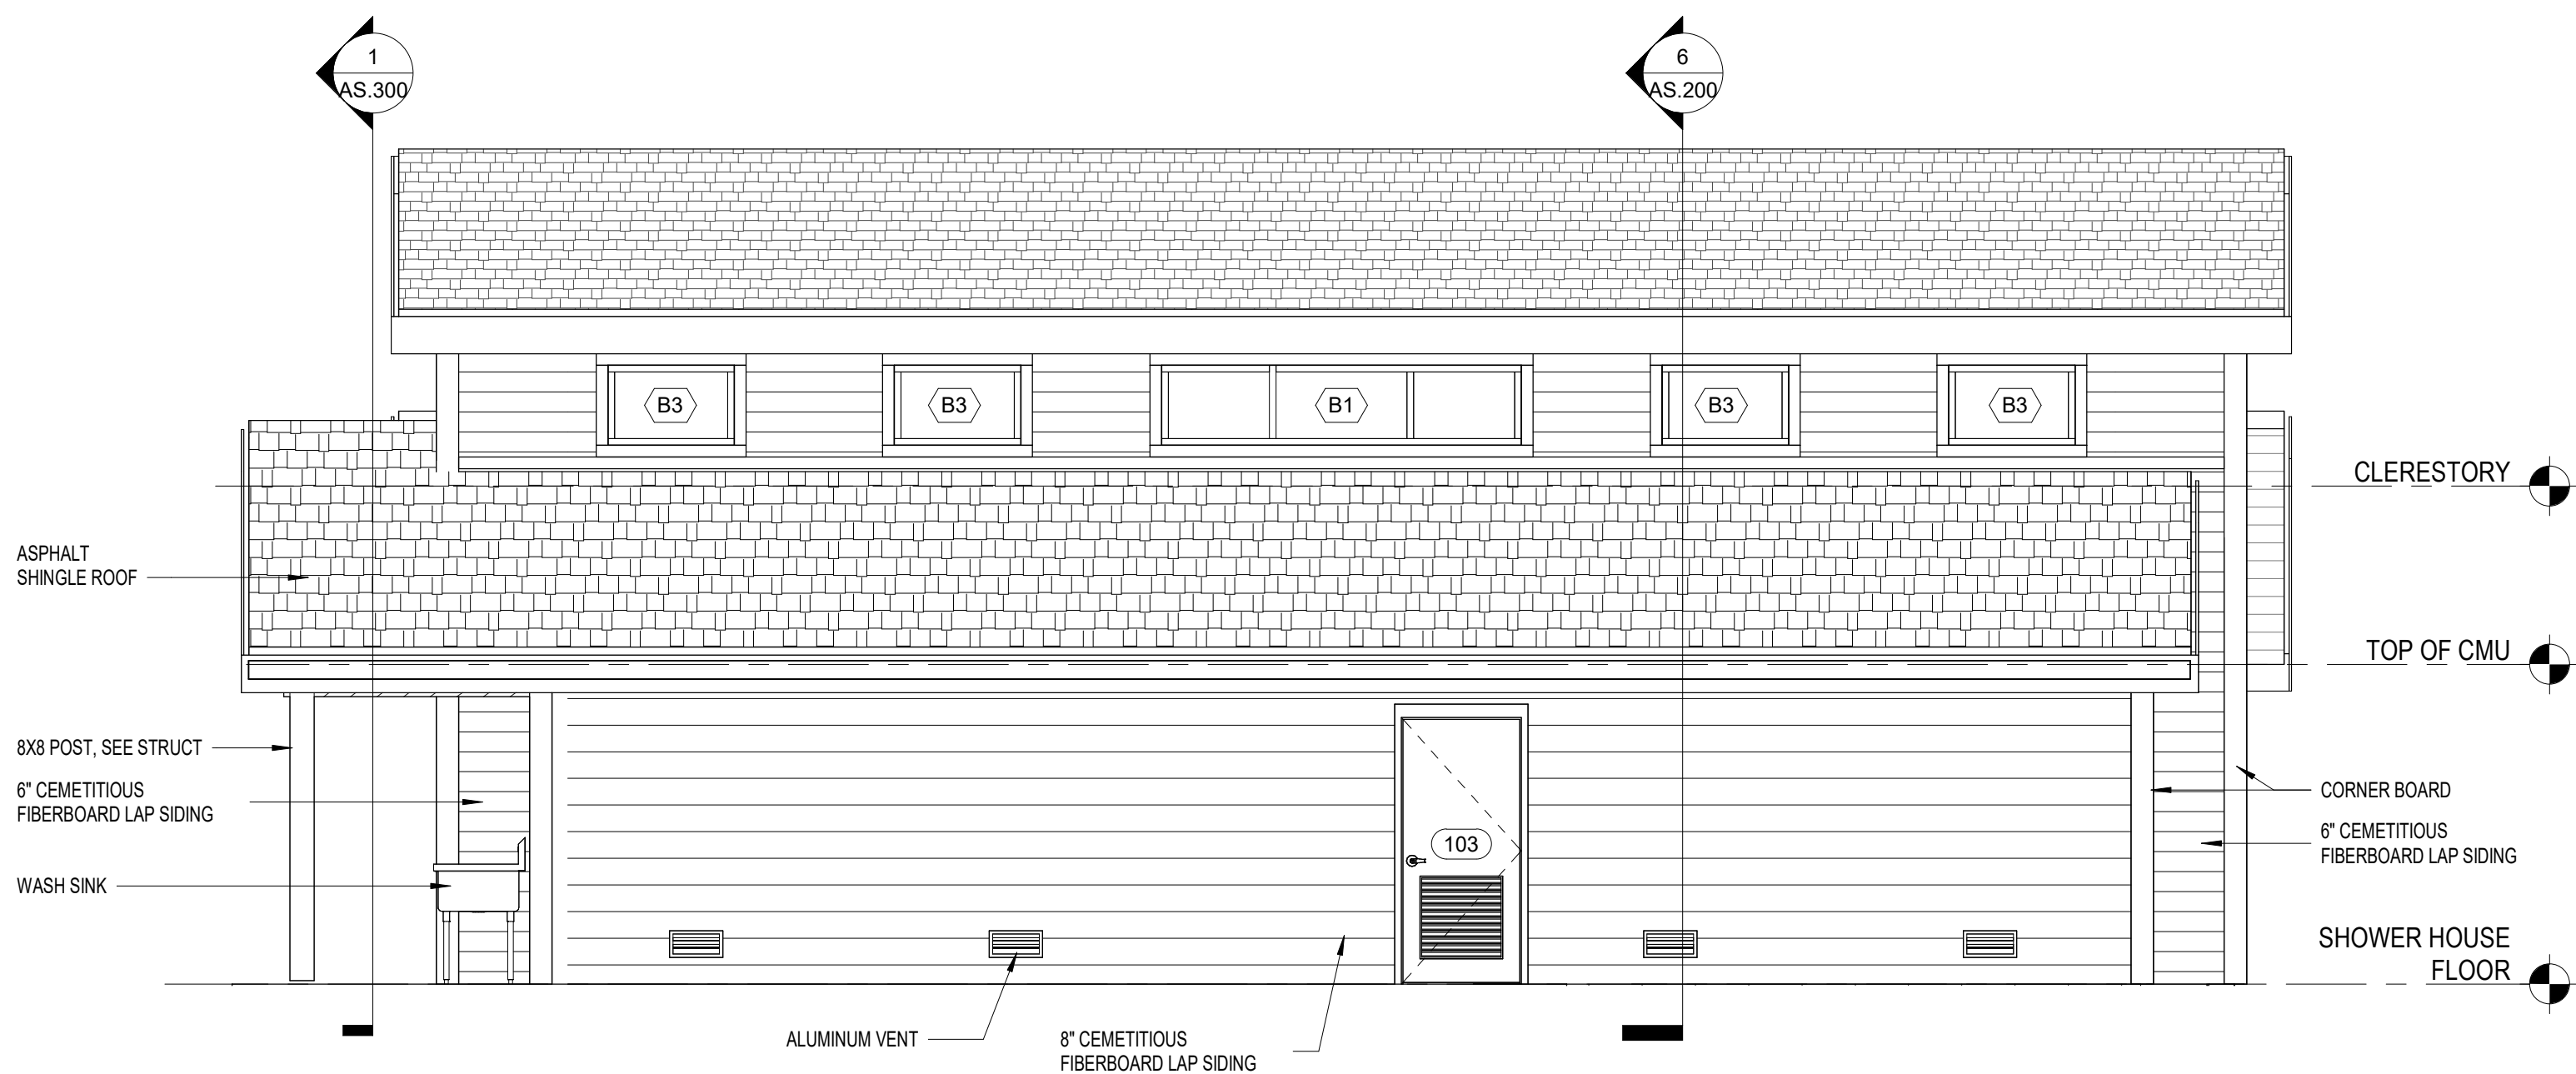 1
AS.300
6
AS.200
B3
B3
B1
B3
B3
CLERESTORY
ASPHALT
SHINGLE ROOF
TOP OF CMU
8X8 POST, SEE STRUCT
6" CEMETITIOUS
FIBERBOARD LAP SIDING
WASH SINK
103
CORNER BOARD
6" CEMETITIOUS
FIBERBOARD LAP SIDING
SHOWER HOUSE
FLOOR
ALUMINUM VENT
8" CEMETITIOUS
FIBERBOARD LAP SIDING